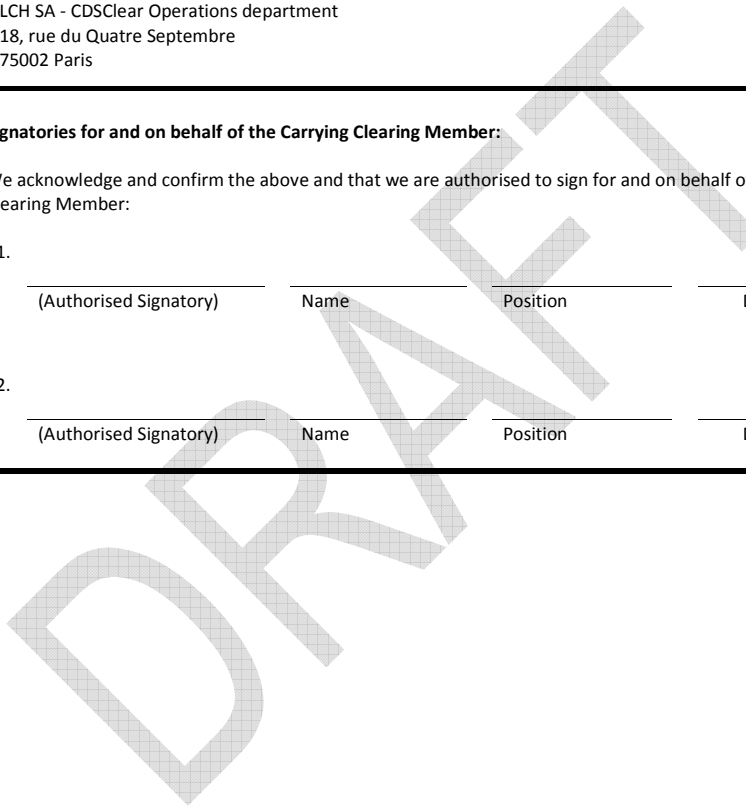 LCH SA - CDSClear Operations department
18, rue du Quatre Septembre
75002 Paris
gnatories for and on behalf of the Carrying Clearing Member:
e acknowledge and confirm the above and that we are authorised to sign for and on behalf o
earing Member:
1.
(Authorised Signatory) Name Position
2.
(Authorised Signatory) Name Position
DRAFT